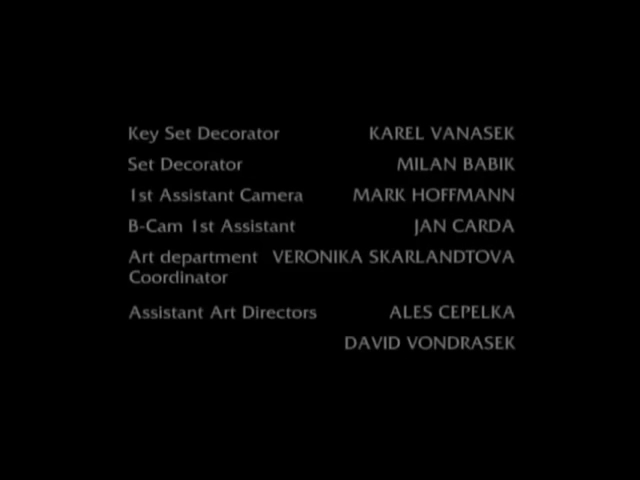 Key Set Decorator KAREL VANASEK
Set Decorator MILAN BABIK
1st Assistant Camera MARK HOFFMANN
B-Cam 1st Assistant JAN CARDA
Art department VERONIKA SKARLANDTOVA
Coordinator
Assistant Art Directors ALES CEPELKA
DAVID VONDRASEK